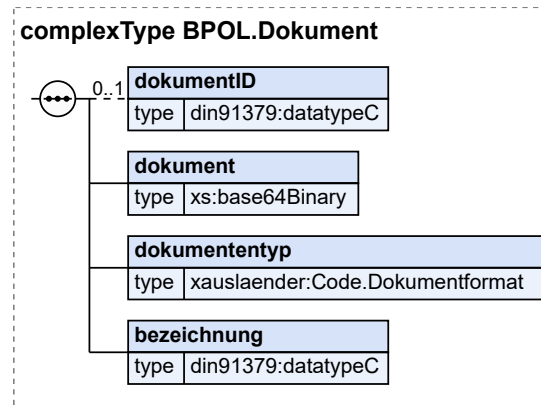 complexType BPOL.Dokument
0..1
dokumentID
type din91379:datatypeC
dokument
type xs:base64Binary
dokumententyp
type xauslaender:Code.Dokumentformat
bezeichnung
type din91379:datatypeC